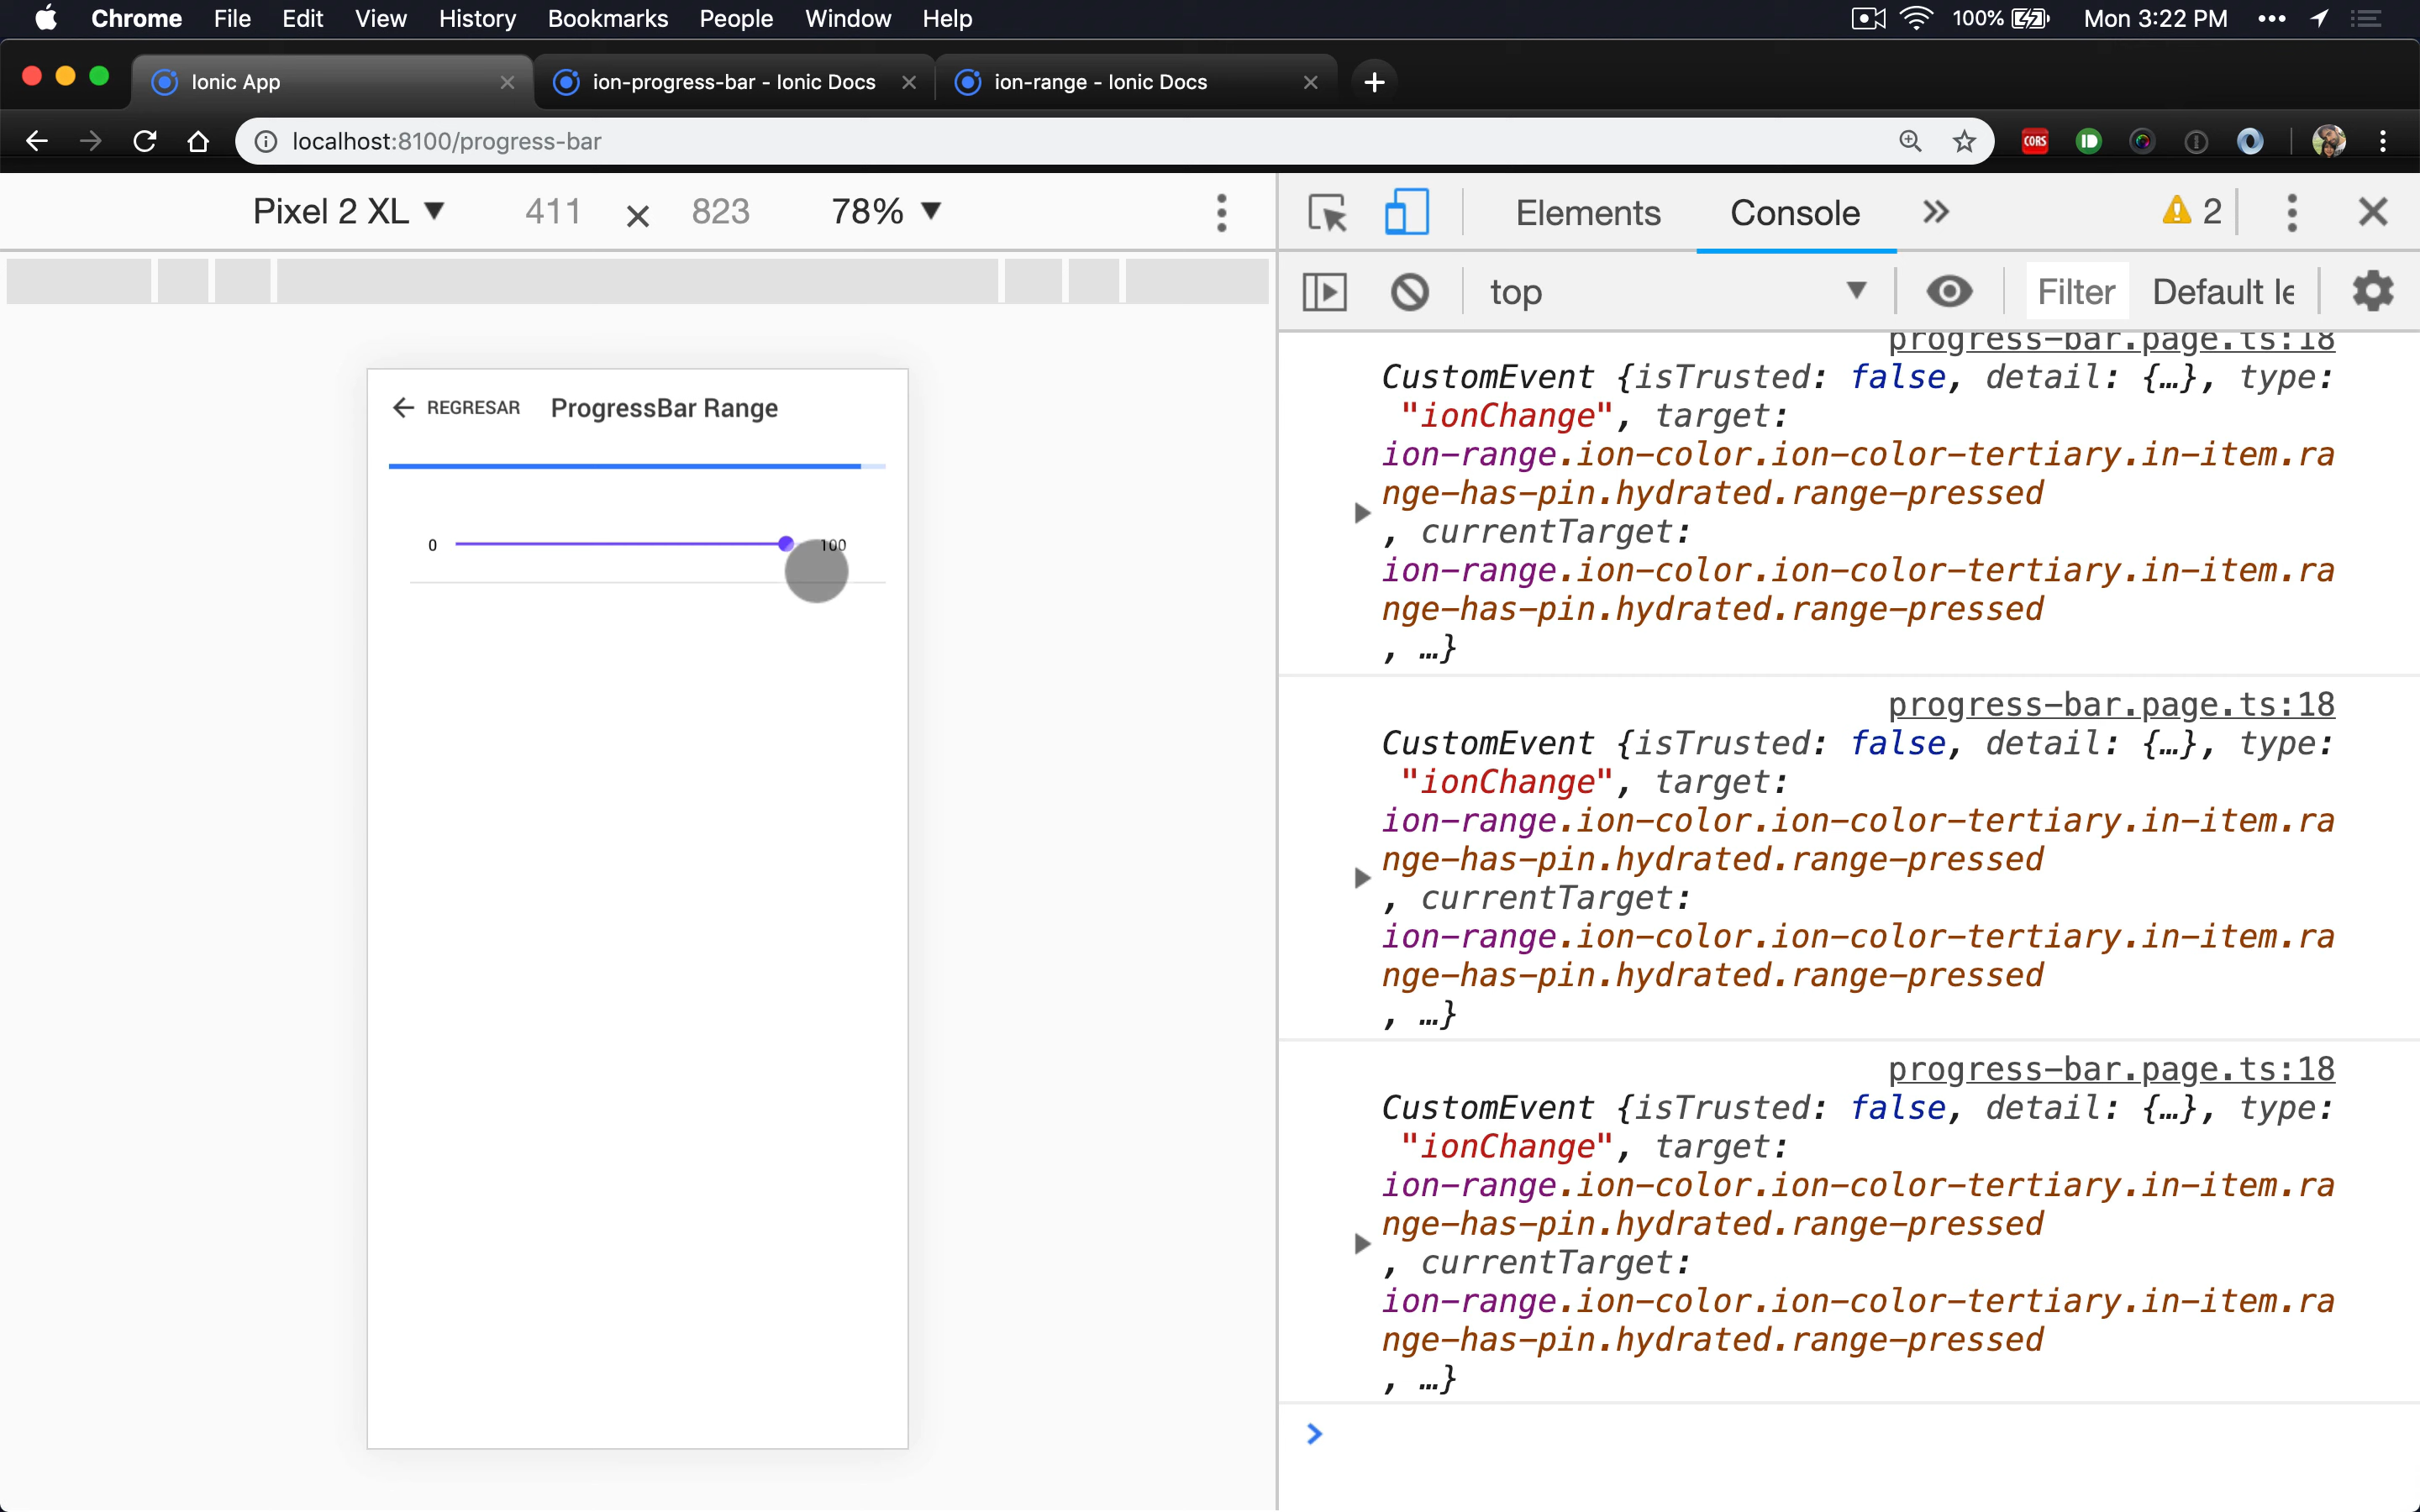 Chrome File Edit View History Bookmarks People Window Help 100% Mon 3:22 PM
Ionic App ion-progress-bar - Ionic Docs ion-range - Ionic Docs
localhost:8100/progress-bar CORS
Pixel 2 XL 411 × 823 78% Elements Console 2
top Filter Default le
REGRESAR ProgressBar Range
0 100
progress-bar.page.ts:18
CustomEvent {isTrusted: false, detail: {…}, type:
"ionChange", target:
ion-range.ion-color.ion-color-tertiary.in-item.ra
nge-has-pin.hydrated.range-pressed
, currentTarget:
ion-range.ion-color.ion-color-tertiary.in-item.ra
nge-has-pin.hydrated.range-pressed
, …}
progress-bar.page.ts:18
CustomEvent {isTrusted: false, detail: {…}, type:
"ionChange", target:
ion-range.ion-color.ion-color-tertiary.in-item.ra
nge-has-pin.hydrated.range-pressed
, currentTarget:
ion-range.ion-color.ion-color-tertiary.in-item.ra
nge-has-pin.hydrated.range-pressed
, …}
progress-bar.page.ts:18
CustomEvent {isTrusted: false, detail: {…}, type:
"ionChange", target:
ion-range.ion-color.ion-color-tertiary.in-item.ra
nge-has-pin.hydrated.range-pressed
, currentTarget:
ion-range.ion-color.ion-color-tertiary.in-item.ra
nge-has-pin.hydrated.range-pressed
, …}